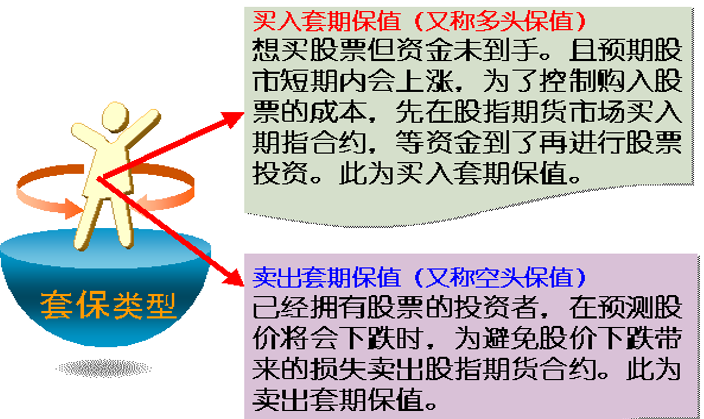 买入套期保值（又称多头保值）
想买股票但资金未到手。且预期股
市短期内会上涨，为了控制购入股
票的成本，先在股指期货市场买入
期指合约，等资金到了再进行股票
投资。此为买入套期保值。
套保类型
卖出套期保值（又称空头保值）
已经拥有股票的投资者，在预测股
价将会下跌时，为避免股价下跌带
来的损失卖出股指期货合约。此为
卖出套期保值。